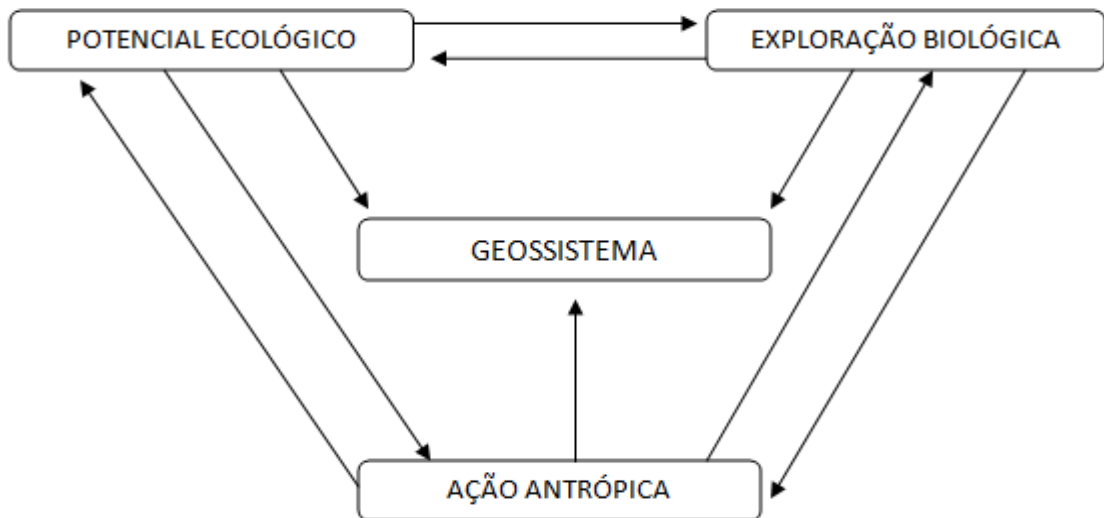 POTENCIAL ECOLÓGICO
EXPLORAÇÃO BIOLÓGICA
GEOSSISTEMA
AÇÃO ANTRÓPICA